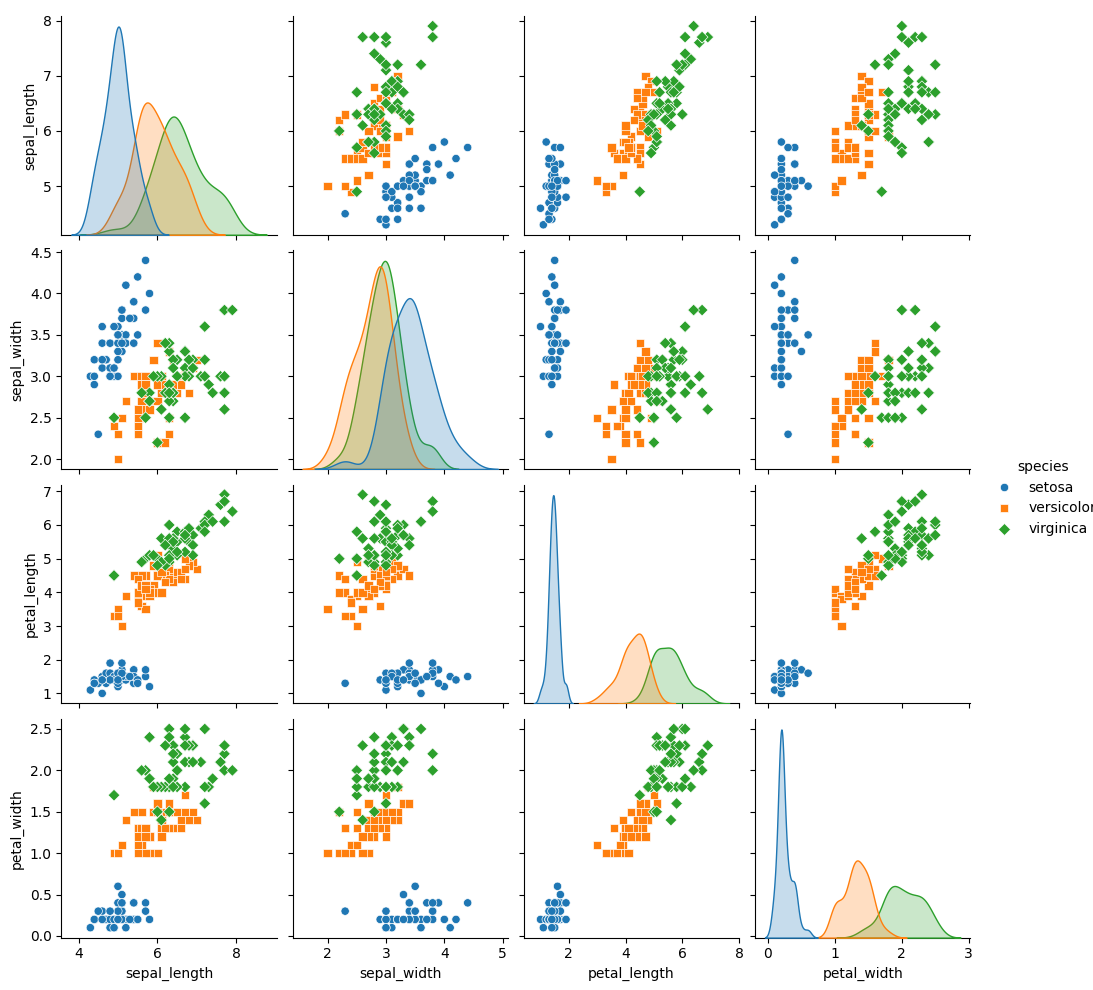 8
7
6
5
sepal_length
4 6 8
4.5
4.0
3.5
3.0
2.5
2.0
sepal_width
7
6
5
4
3
2
1
petal_length
2.5
2.0
1.5
1.0
0.5
0.0
petal_width
4 6 8
2 3 4 5
2 4 6 8
0 1 2 3
sepal_length sepal_width petal_length petal_width
species
setosa
versicolor
virginica